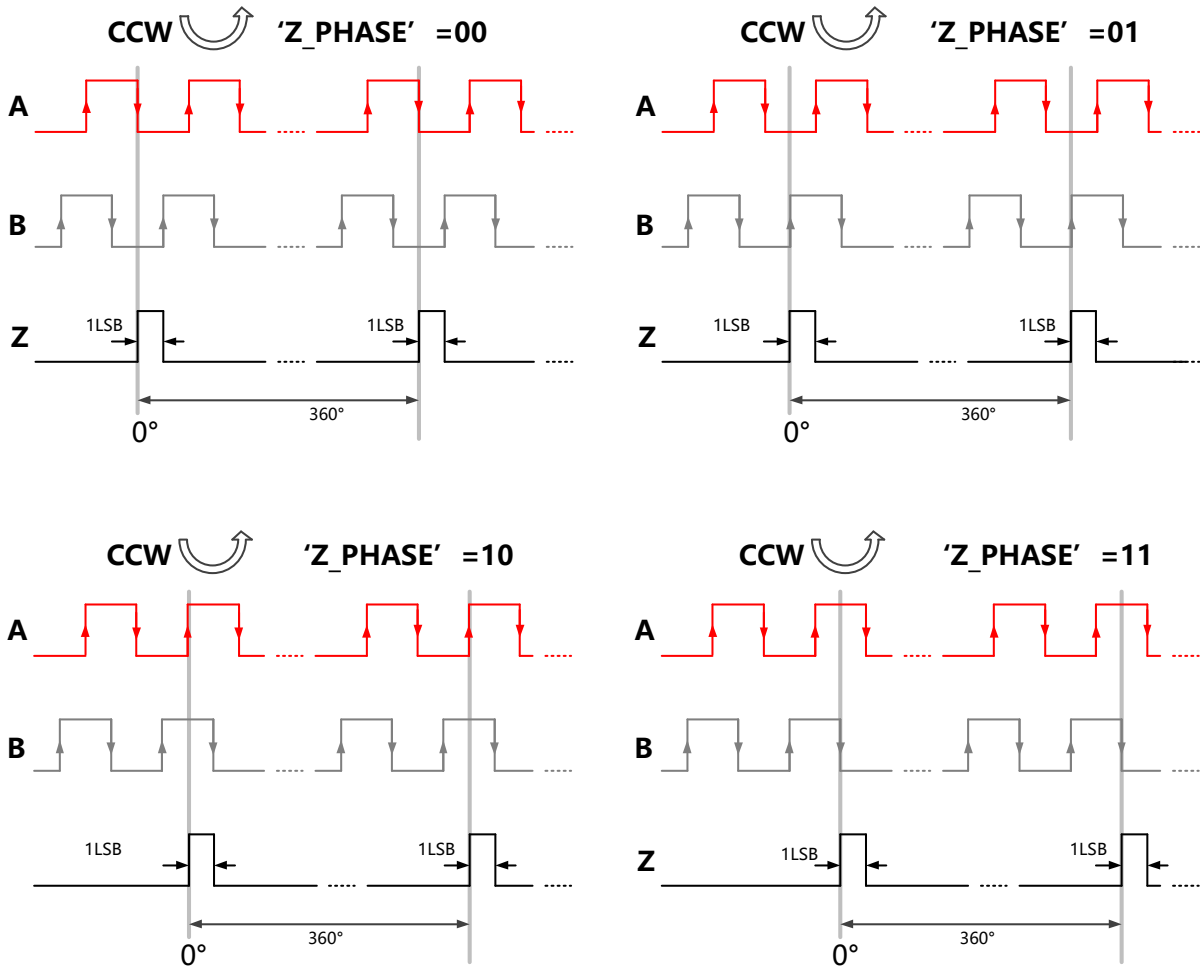 CCW 'Z_PHASE' =00
A
B
Z
1LSB 1LSB
360°
0°
CCW 'Z_PHASE' =01
A
B
Z
1LSB 1LSB
360°
0°
CCW 'Z_PHASE' =10
A
B
1LSB 1LSB
360°
0°
CCW 'Z_PHASE' =11
A
B
Z
1LSB 1LSB
360°
0°